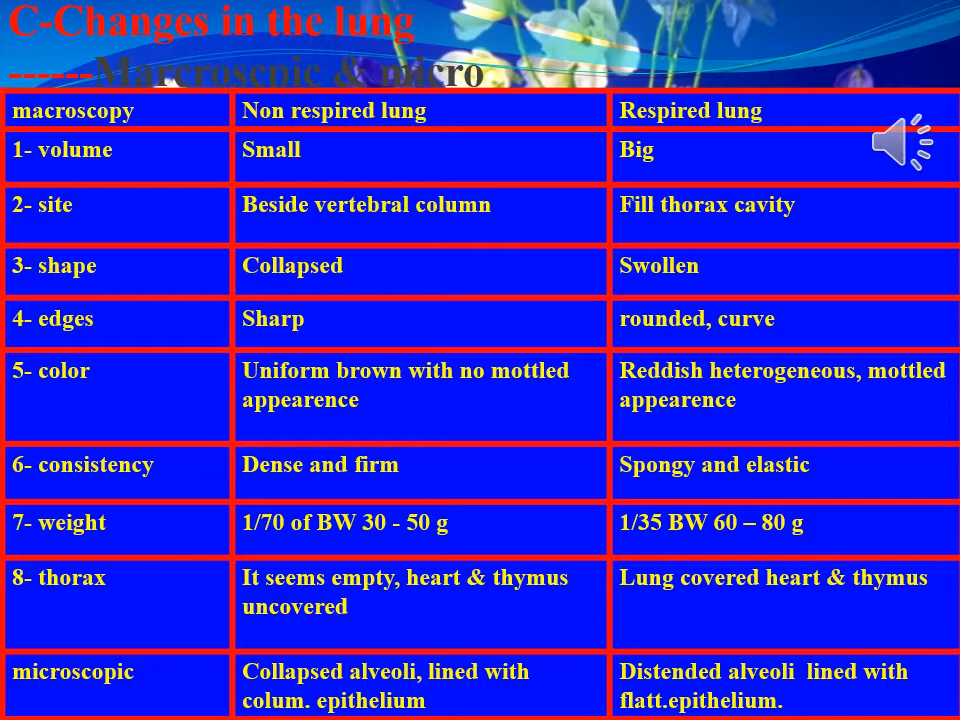 C-Changes in the lung
------Marcroscpic & micro
macroscopy Non respired lung Respired lung
1- volume Small Big
2- site Beside vertebral column Fill thorax cavity
3- shape Collapsed Swollen
4- edges Sharp rounded, curve
5- color Uniform brown with no mottled Reddish heterogeneous, mottled
appearence appearence
6- consistency Dense and firm Spongy and elastic
7- weight 1/70 of BW 30 - 50 g 1/35 BW 60 – 80 g
8- thorax It seems empty, heart & thymus Lung covered heart & thymus
uncovered
microscopic Collapsed alveoli, lined with Distended alveoli lined with
colum. epithelium flatt.epithelium.